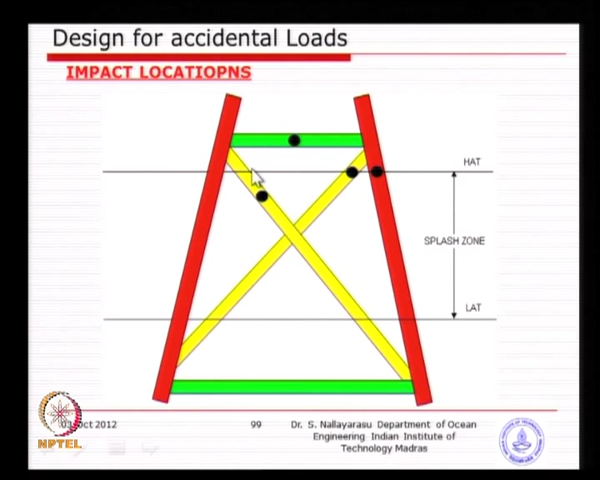 Design for accidental Loads
IMPACT LOCATIOPNS
HAT
SPLASH ZONE
LAT
03 Oct 2012
99
Dr. S. Nallayarasu Department of Ocean
Engineering Indian Institute of
Technology Madras
NPTEL